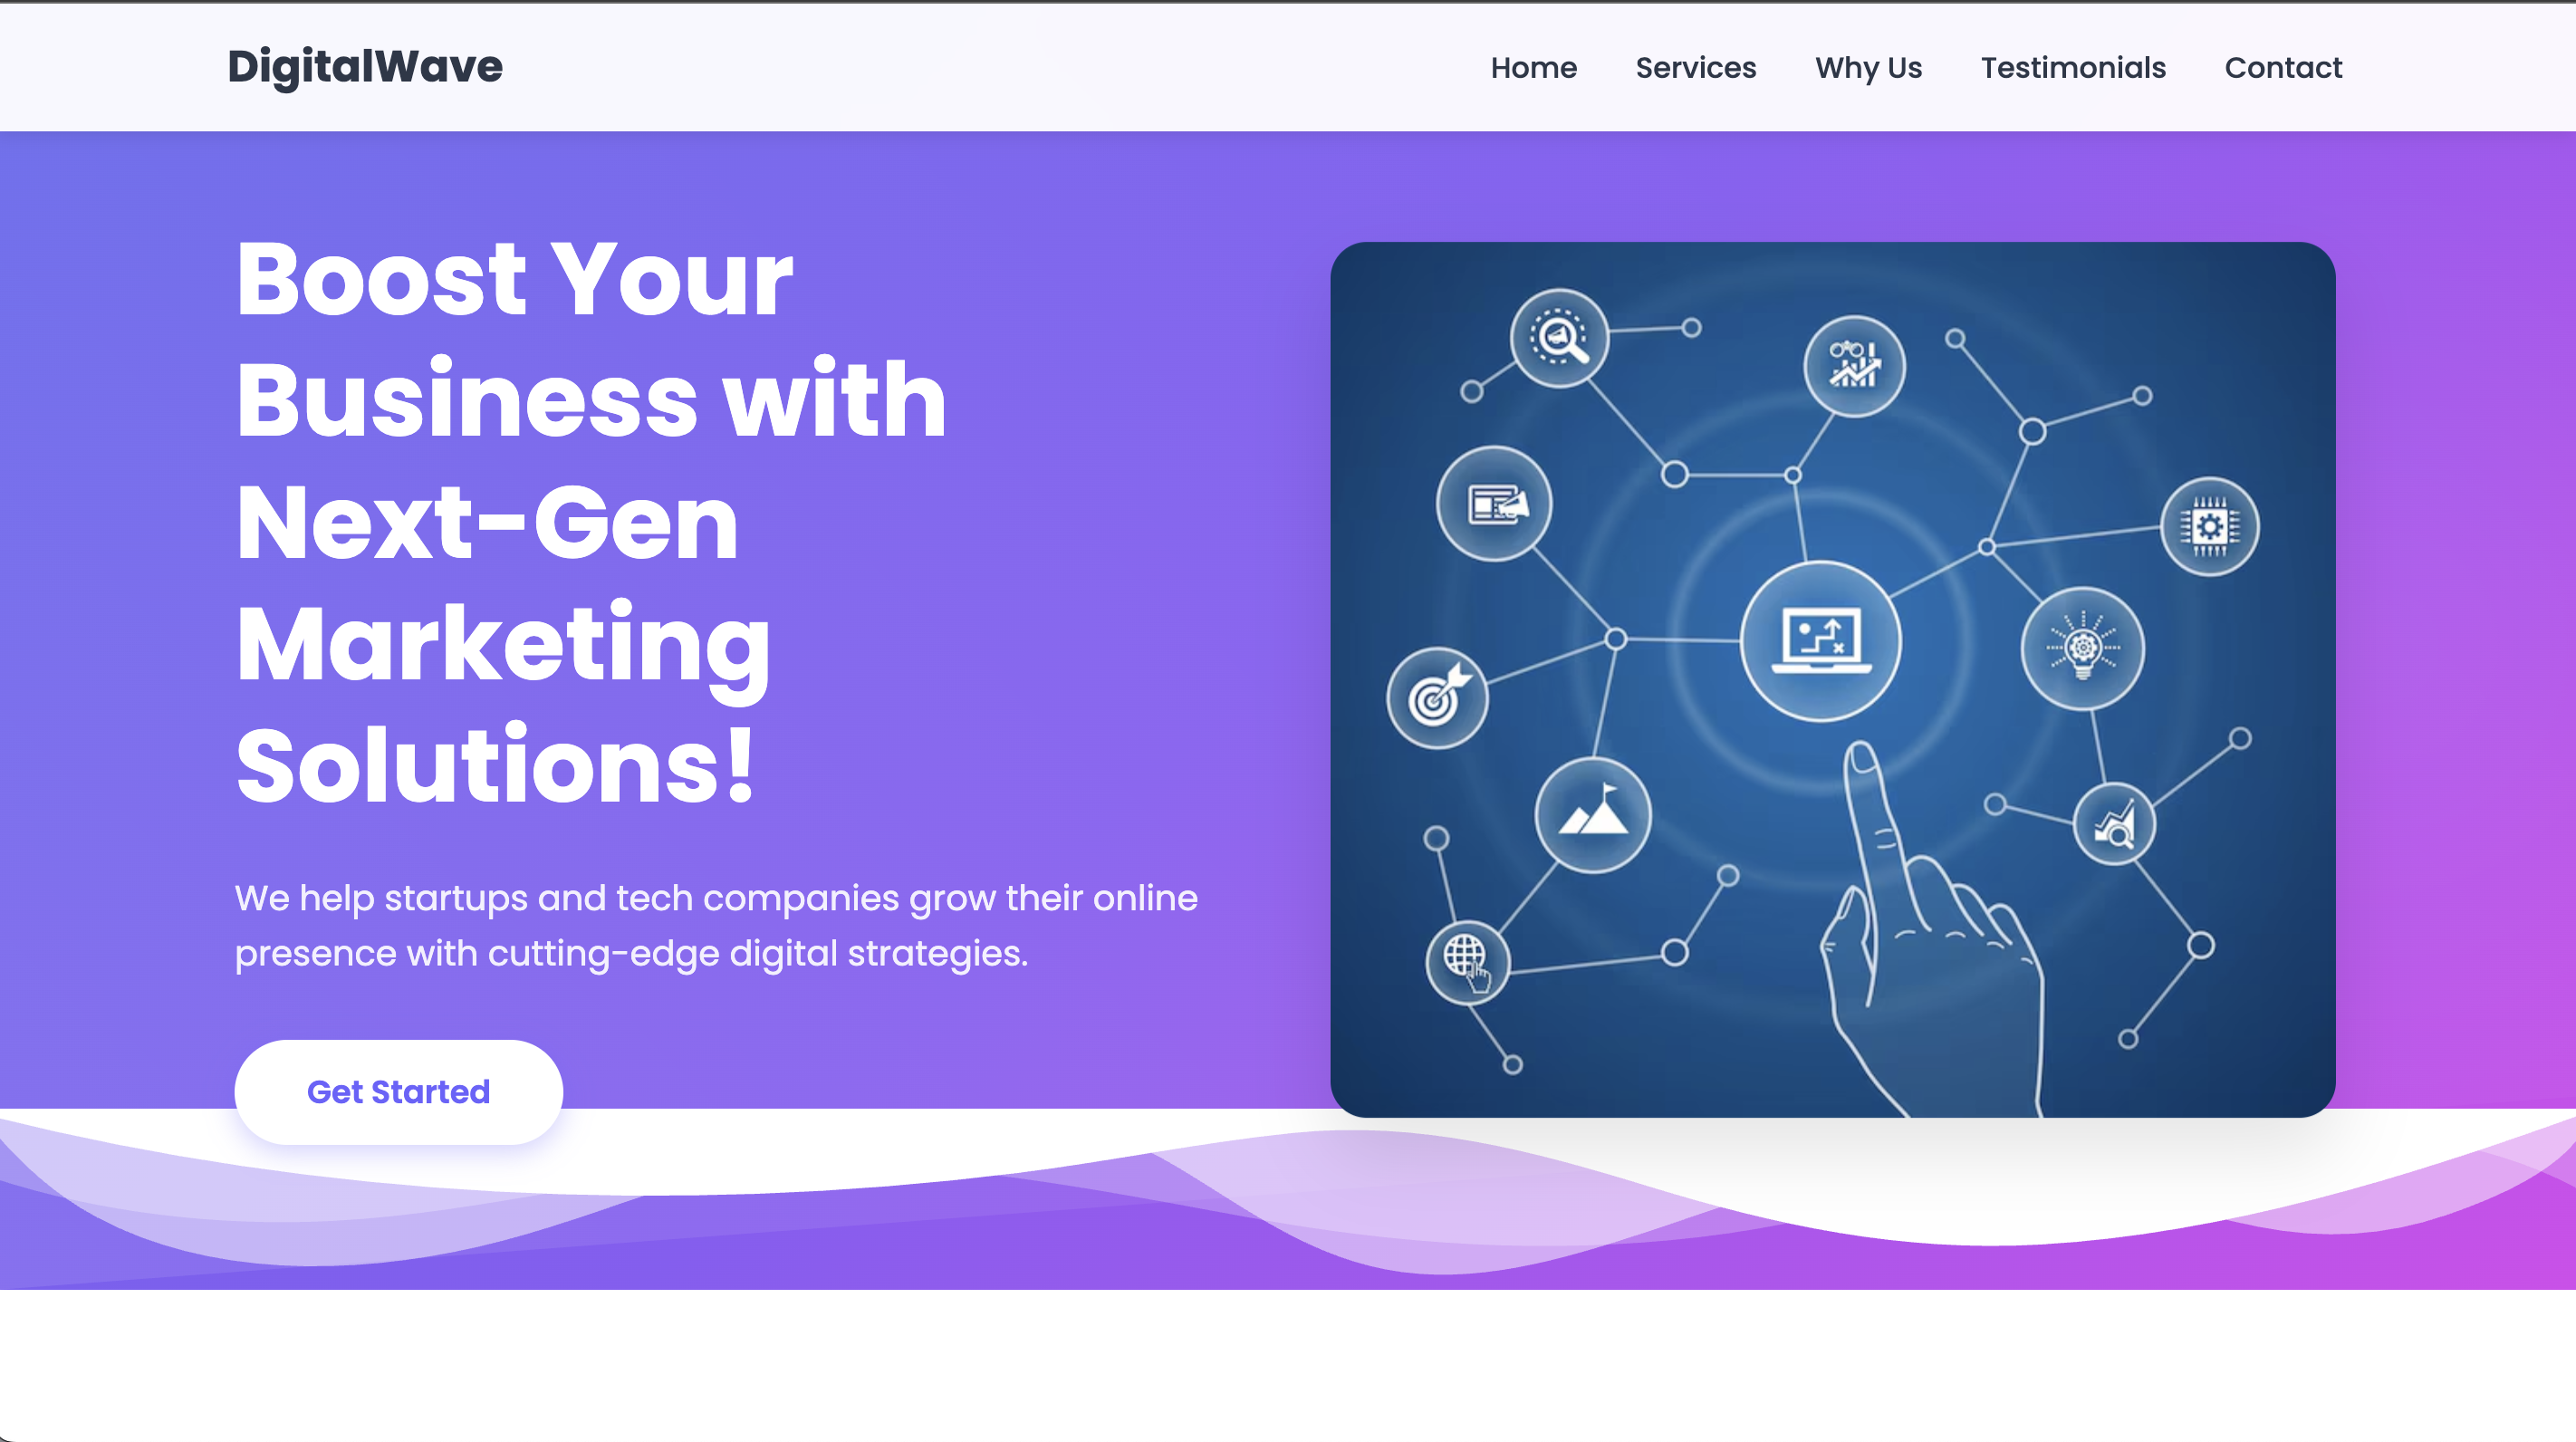 DigitalWave
Home Services Why Us Testimonials Contact
Boost Your
Business with
Next-Gen
Marketing
Solutions!
We help startups and tech companies grow their online
presence with cutting-edge digital strategies.
Get Started